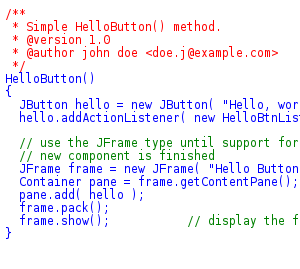 /**
 * Simple HelloButton() method.
 * @version 1.0
 * @author john doe <doe.j@example.com>
 */
HelloButton()
{
  JButton hello = new JButton( "Hello, wor
  hello.addActionListener( new HelloBtnList
  // use the JFrame type until support for
  // new component is finished
  JFrame frame = new JFrame( "Hello Button
  Container pane = frame.getContentPane();
  pane.add( hello );
  frame.pack();
  frame.show();           // display the f
}